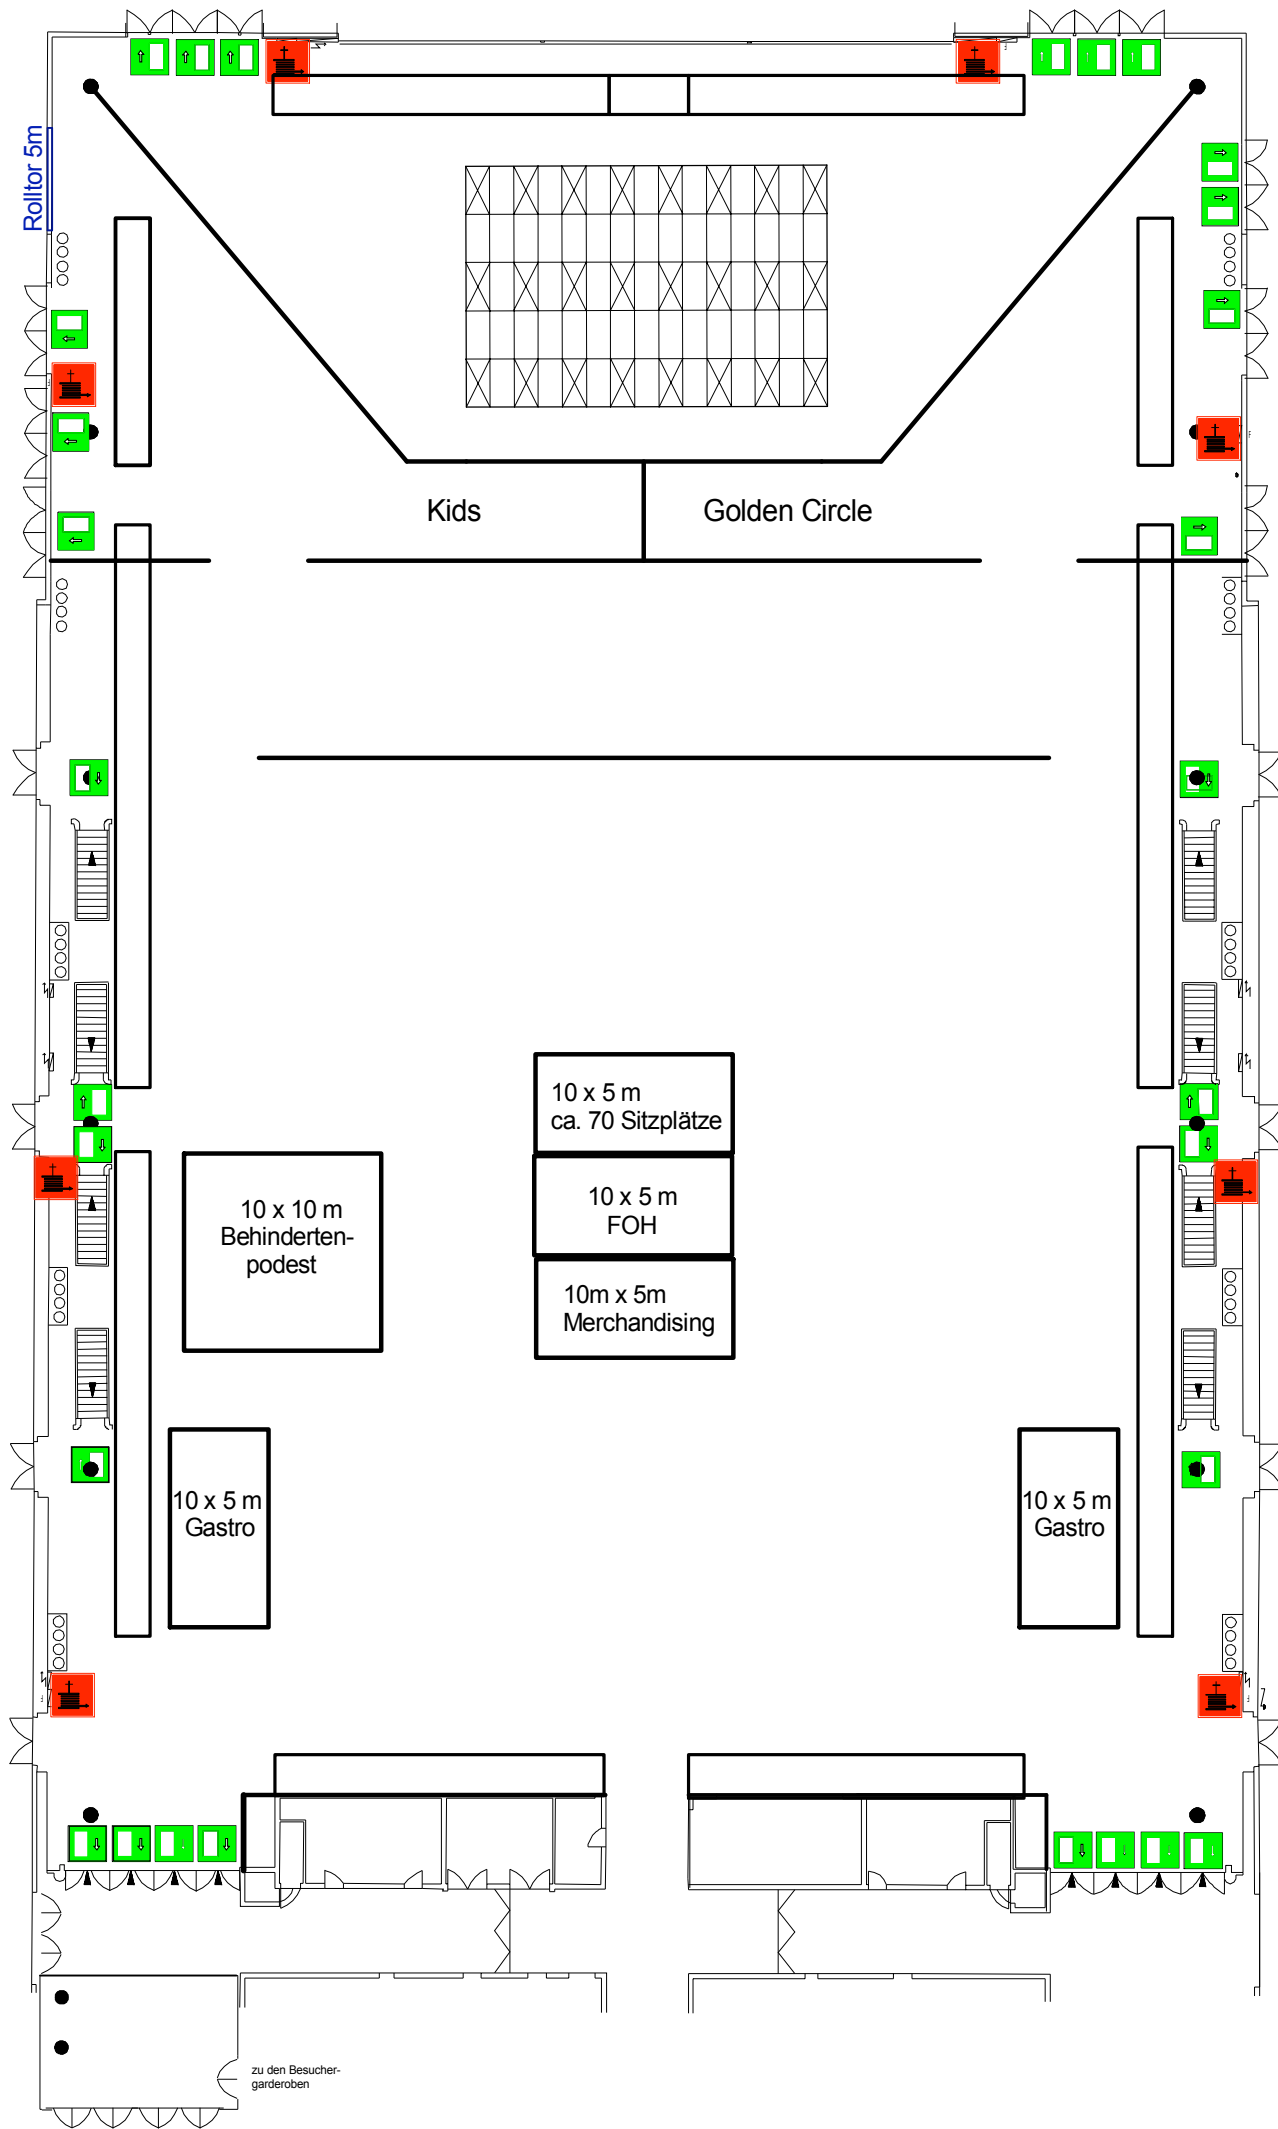 Rolltor 5m
Kids
Golden Circle
10 x 5 m
ca. 70 Sitzplätze
10 x 10 m
Behinderten-
podest
10 x 5 m
FOH
10m x 5m
Merchandising
10 x 5 m
Gastro
10 x 5 m
Gastro
zu den Besucher-
garderoben